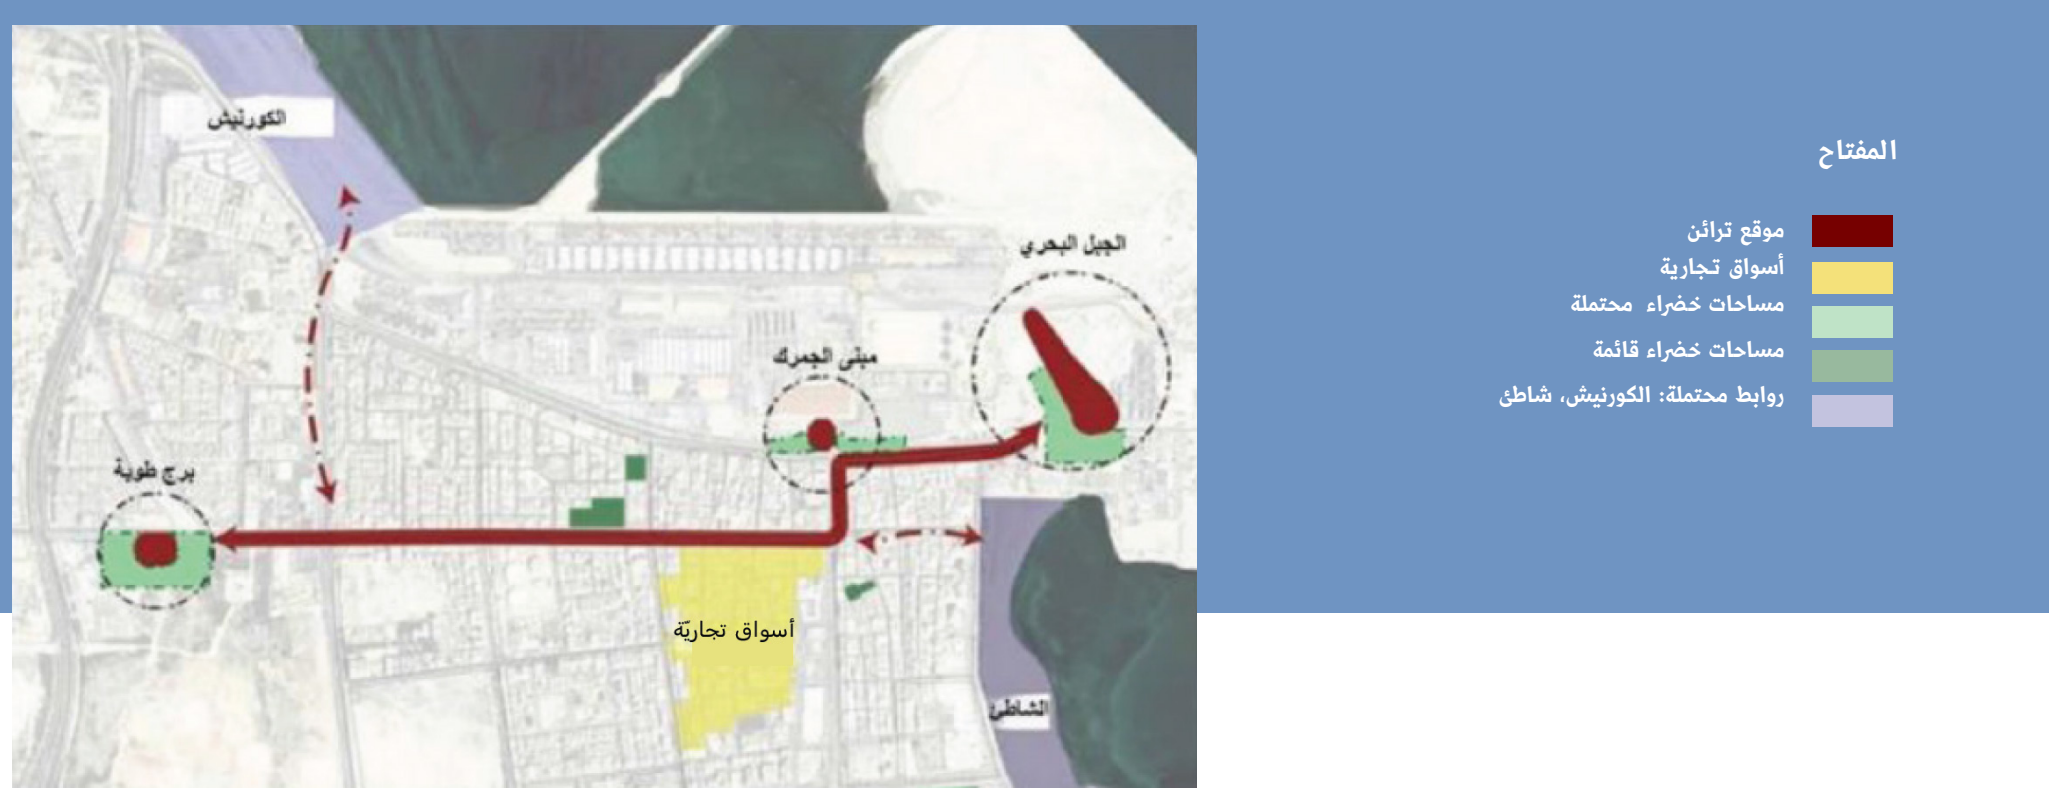 المفتاح
موقع ترائن
أسواق تجارية
مساحات خضراء محتملة
مساحات خضراء قائمة
روابط محتملة: الكورنيش، شاطئ
الكورنيش
الجبل البحري
مبنى الجمرك
برج طوية
أسواق تجاريّة
الشاطئ